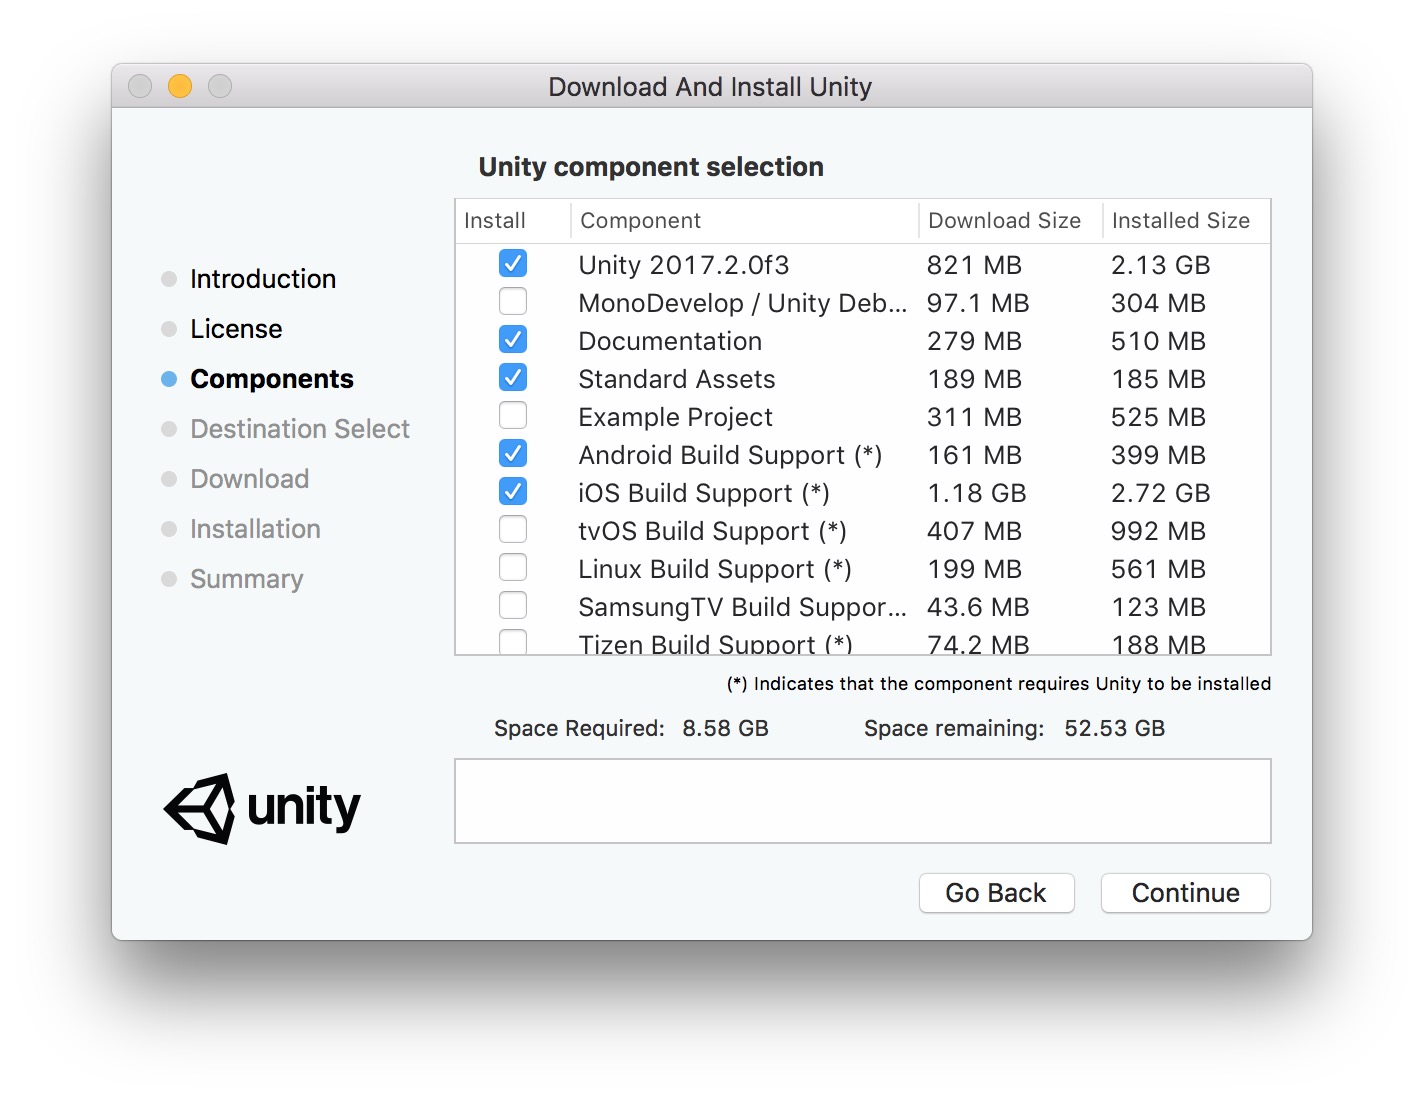 Download And Install Unity
Unity component selection
Install Component Download Size Installed Size
Unity 2017.2.0f3 821 MB 2.13 GB
MonoDevelop / Unity Deb... 97.1 MB 304 MB
Documentation 279 MB 510 MB
Standard Assets 189 MB 185 MB
Example Project 311 MB 525 MB
Android Build Support (*) 161 MB 399 MB
iOS Build Support (*) 1.18 GB 2.72 GB
tvOS Build Support (*) 407 MB 992 MB
Linux Build Support (*) 199 MB 561 MB
SamsungTV Build Suppor... 43.6 MB 123 MB
Tizen Build Support (*) 74.2 MB 188 MB
(*) Indicates that the component requires Unity to be installed
Space Required: 8.58 GB Space remaining: 52.53 GB
Introduction
License
Components
Destination Select
Download
Installation
Summary
unity
Go Back Continue